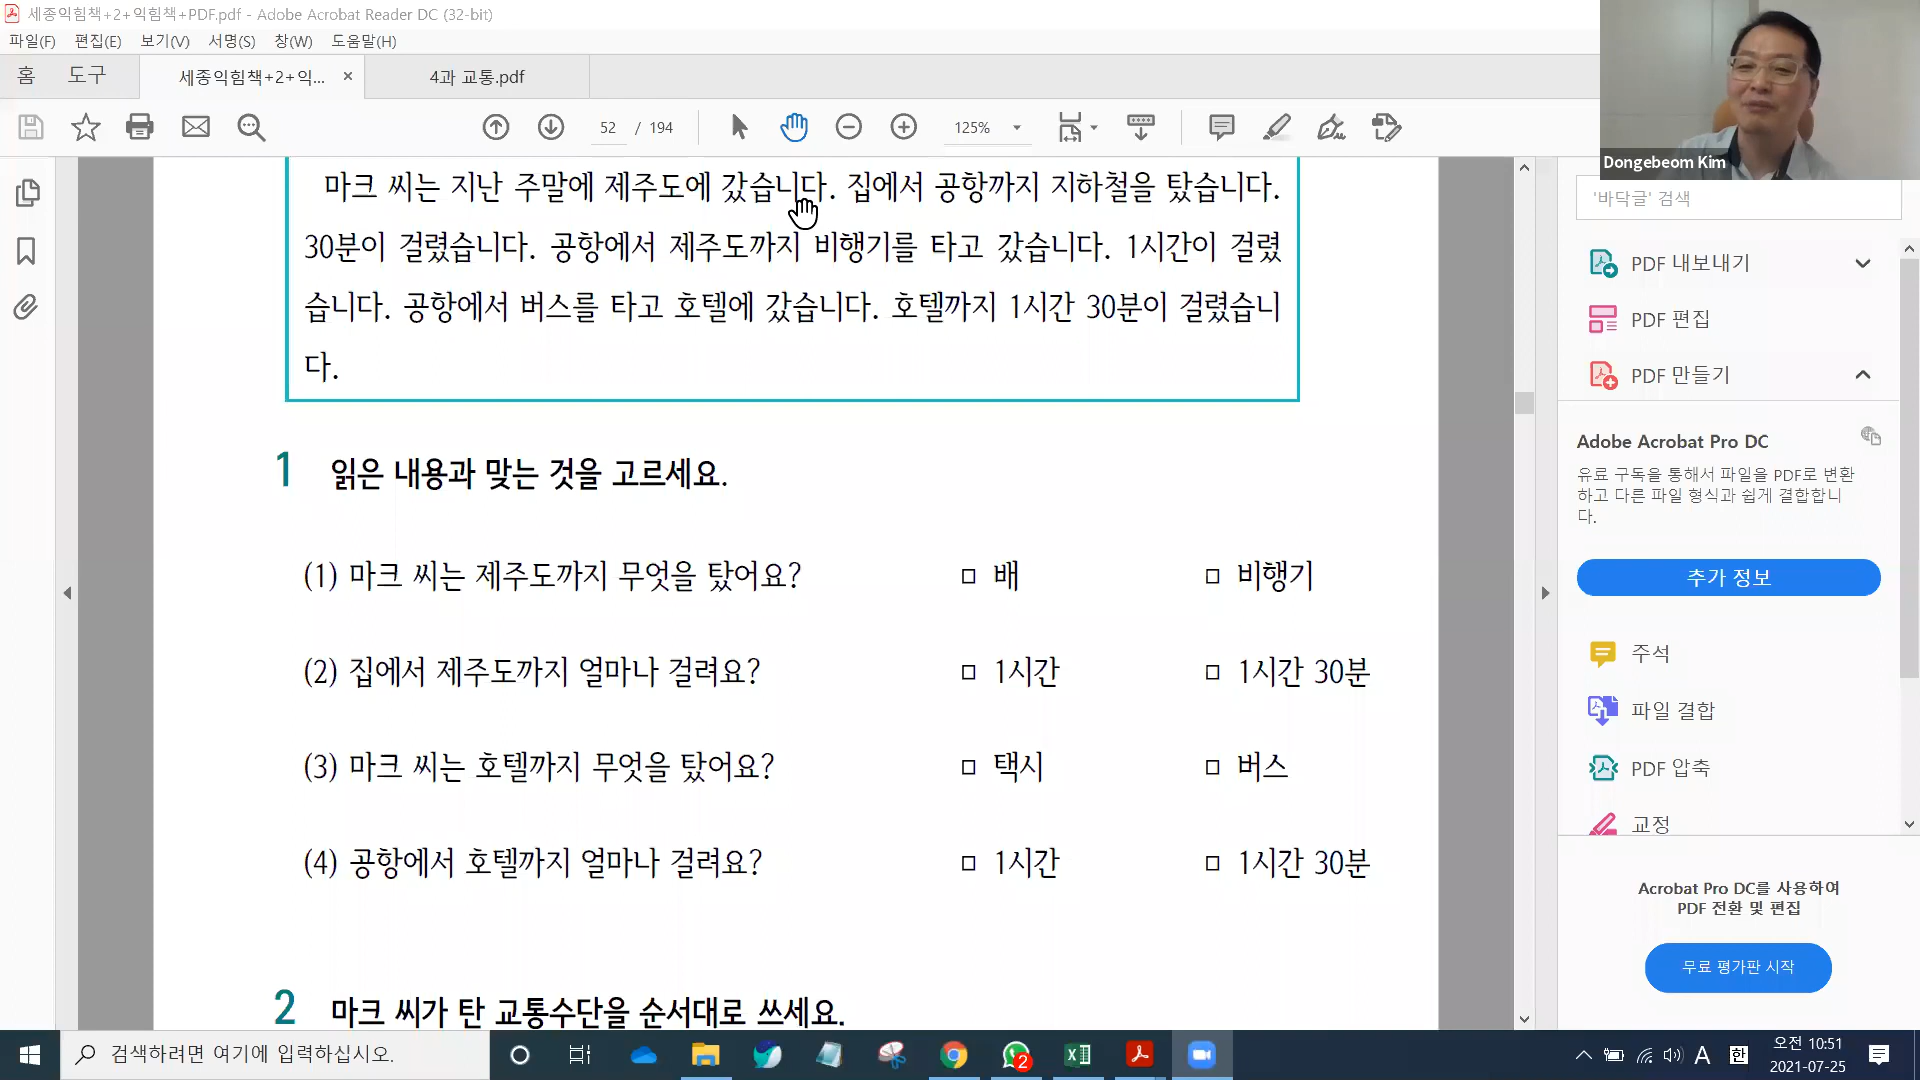 세종익힘책+2+익힘책+PDF.pdf - Adobe Acrobat Reader DC (32-bit)
파일(F) 편집(E) 보기(V) 서명(S) 창(W) 도움말(H)
홈 도구 세종익힘책+2+익... × 4과 교통.pdf
52 / 194 125%
Dongebeom Kim
마크 씨는 지난 주말에 제주도에 갔습니다. 집에서 공항까지 지하철을 탔습니다.
30분이 걸렸습니다. 공항에서 제주도까지 비행기를 타고 갔습니다. 1시간이 걸렸
습니다. 공항에서 버스를 타고 호텔에 갔습니다. 호텔까지 1시간 30분이 걸렸습니
다.
1 읽은 내용과 맞는 것을 고르세요.
(1) 마크 씨는 제주도까지 무엇을 탔어요? □ 배 □ 비행기
(2) 집에서 제주도까지 얼마나 걸려요? □ 1시간 □ 1시간 30분
(3) 마크 씨는 호텔까지 무엇을 탔어요? □ 택시 □ 버스
(4) 공항에서 호텔까지 얼마나 걸려요? □ 1시간 □ 1시간 30분
2 마크 씨가 탄 교통수단을 순서대로 쓰세요.
'바닥글' 검색
PDF 내보내기
PDF 편집
PDF 만들기
Adobe Acrobat Pro DC
유료 구독을 통해서 파일을 PDF로 변환
하고 다른 파일 형식과 쉽게 결합합니
다.
추가 정보
주석
파일 결합
PDF 압축
교정
Acrobat Pro DC를 사용하여
PDF 전환 및 편집
무료 평가판 시작
검색하려면 여기에 입력하십시오.
2
A 한 오전 10:51
2021-07-25